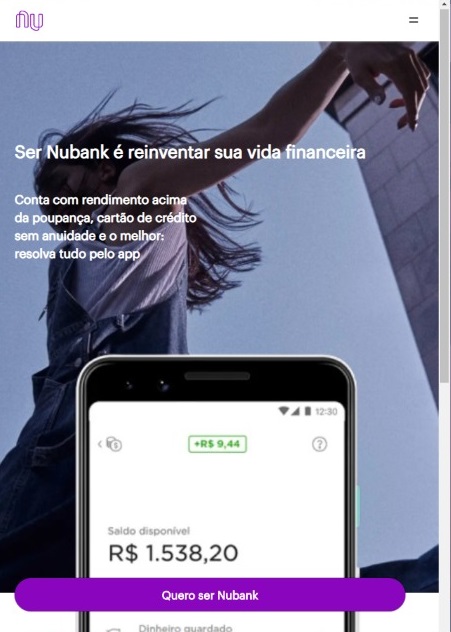 nu
Ser Nubank é reinventar sua vida financeira
Conta com rendimento acima
da poupança, cartão de crédito
sem anuidade e o melhor:
resolva tudo pelo app
12:30
+R$ 9,44
?
Saldo disponível
R$ 1.538,20
Quero ser Nubank
Dinheiro guardado